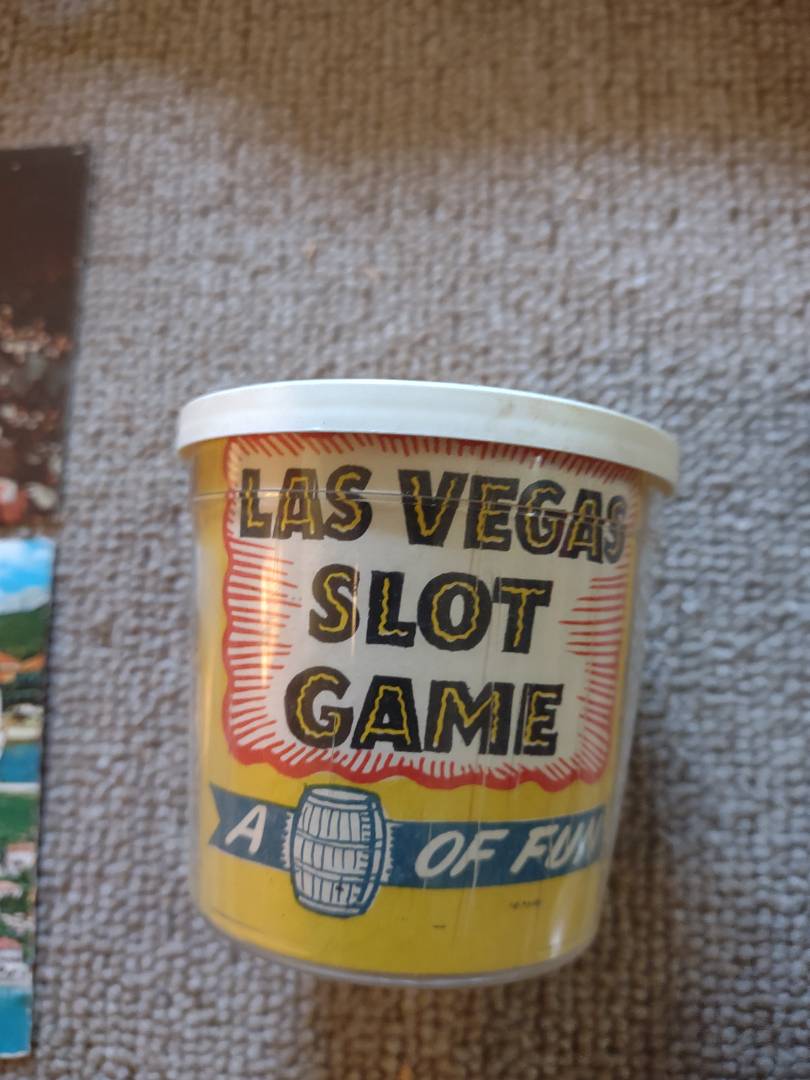 LAS VEGAS
SLOT
GAME
A OF FUN